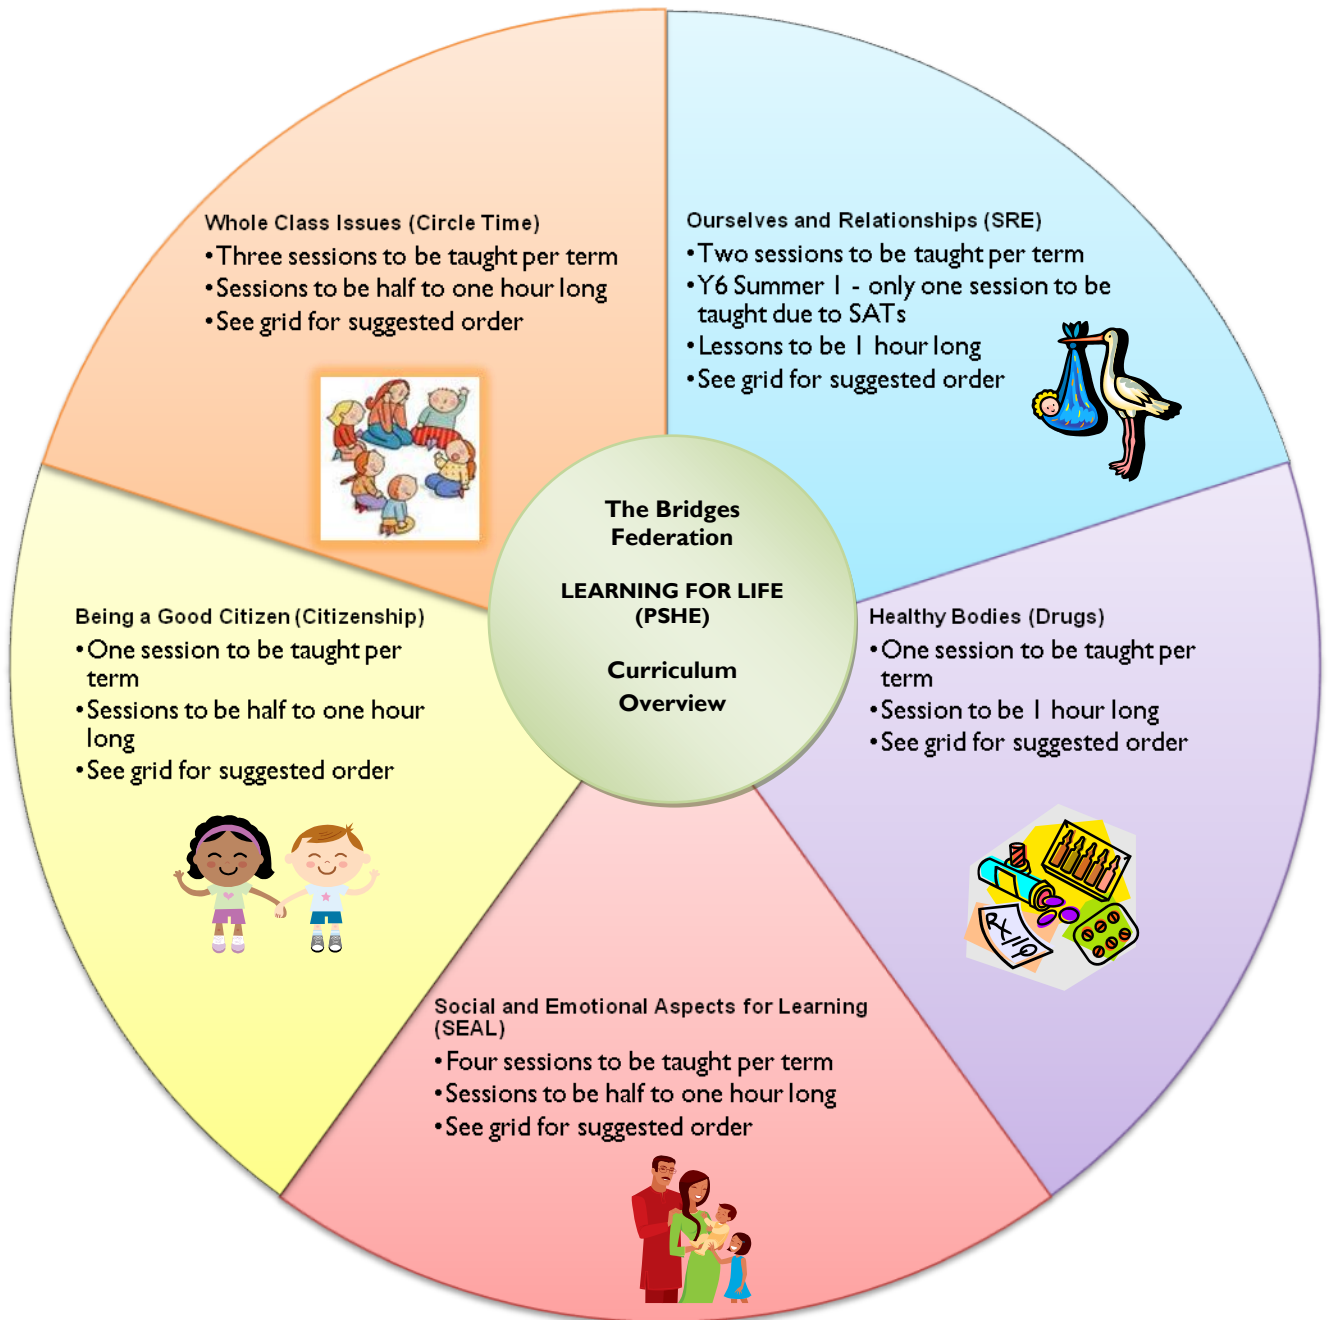 Whole Class Issues (Circle Time)
•Three sessions to be taught per term
•Sessions to be half to one hour long
•See grid for suggested order
Ourselves and Relationships (SRE)
•Two sessions to be taught per term
•Y6 Summer 1 - only one session to be
taught due to SATs
•Lessons to be 1 hour long
•See grid for suggested order
The Bridges
Federation
LEARNING FOR LIFE
(PSHE)
Curriculum
Overview
Being a Good Citizen (Citizenship)
•One session to be taught per
term
•Sessions to be half to one hour
long
•See grid for suggested order
Healthy Bodies (Drugs)
•One session to be taught per
term
•Session to be 1 hour long
•See grid for suggested order
Social and Emotional Aspects for Learning
(SEAL)
•Four sessions to be taught per term
•Sessions to be half to one hour long
•See grid for suggested order